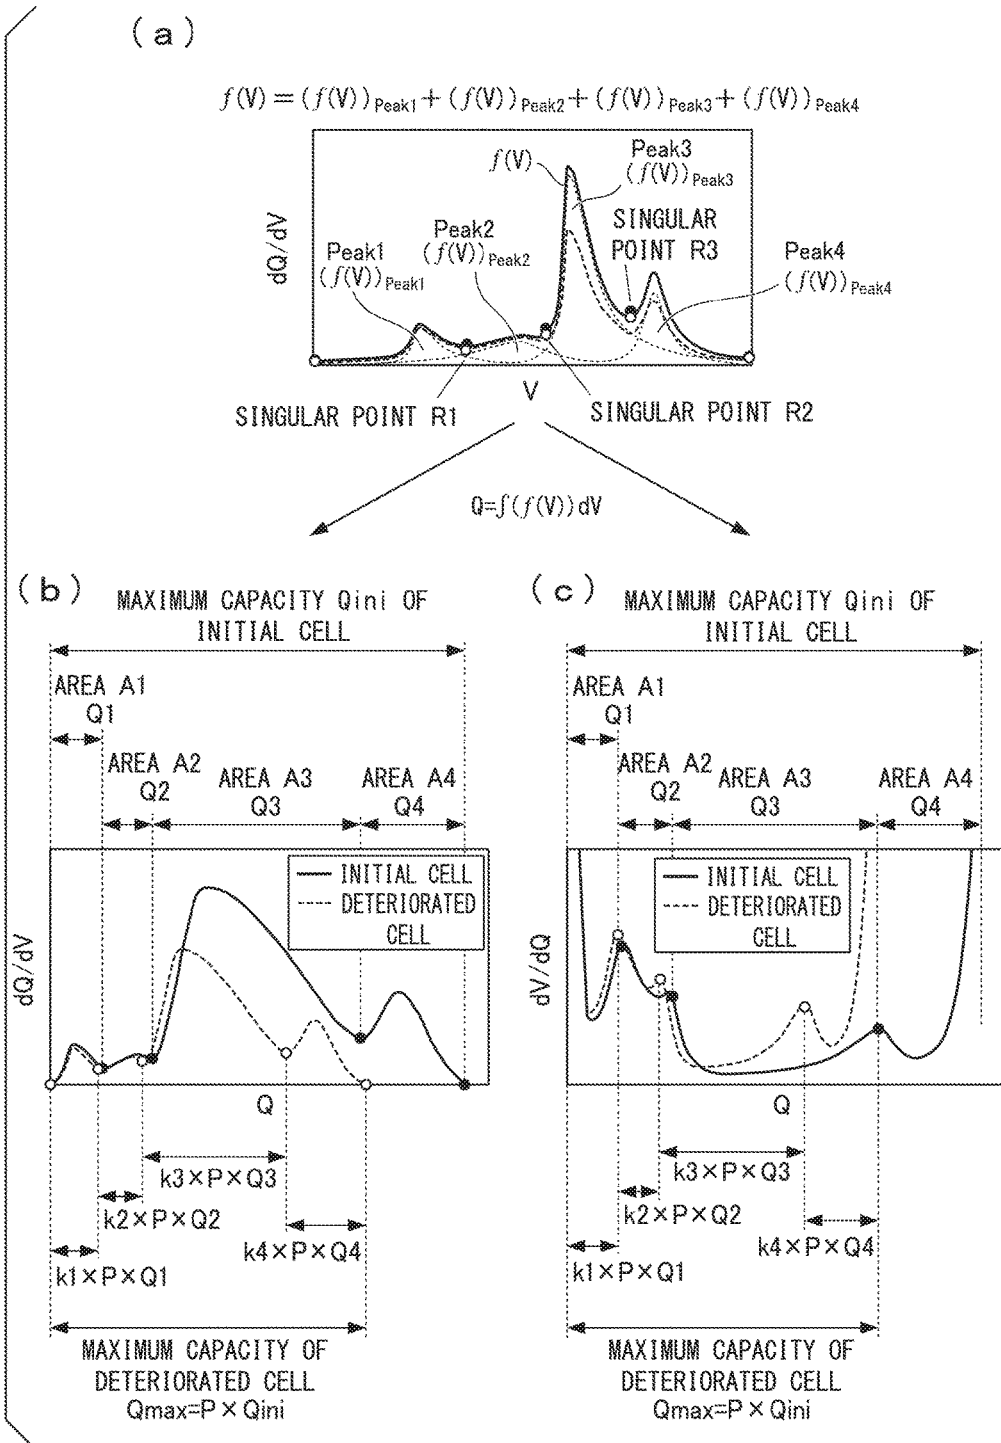 (a)
f(V)=(f(V))Peak1+(f(V))Peak2+(f(V))Peak3+(f(V))Peak4
f(V)
Peak3
(f(V))Peak3
SINGULAR
POINT R3
Peak2
(f(V))Peak2
Peak1
(f(V))Peak1
Peak4
(f(V))Peak4
dQ/dV
V
SINGULAR POINT R1
SINGULAR POINT R2
Q=∫(f(V))dV
(b)
MAXIMUM CAPACITY Qini OF
INITIAL CELL
AREA A1
Q1
AREA A2
Q2
AREA A3
Q3
AREA A4
Q4
INITIAL CELL
DETERIORATED
CELL
dQ/dV
Q
k3×P×Q3
k2×P×Q2
k4×P×Q4
k1×P×Q1
MAXIMUM CAPACITY OF
DETERIORATED CELL
Qmax=P×Qini
(c)
MAXIMUM CAPACITY Qini OF
INITIAL CELL
AREA A1
Q1
AREA A2
Q2
AREA A3
Q3
AREA A4
Q4
INITIAL CELL
DETERIORATED
CELL
dV/dQ
Q
k3×P×Q3
k2×P×Q2
k4×P×Q4
k1×P×Q1
MAXIMUM CAPACITY OF
DETERIORATED CELL
Qmax=P×Qini